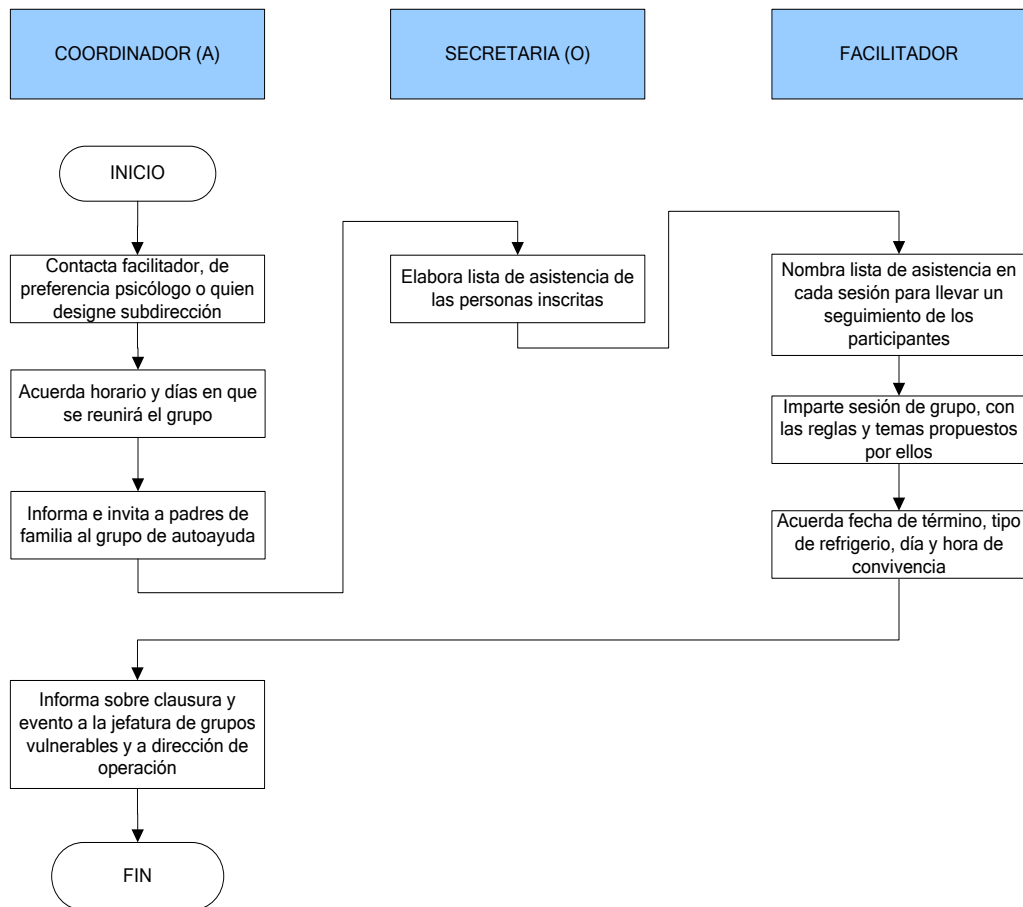 COORDINADOR (A)
SECRETARIA (O)
FACILITADOR
INICIO
Contacta facilitador, de
preferencia psicólogo o quien
designe subdirección
Acuerda horario y días en que
se reunirá el grupo
Informa e invita a padres de
familia al grupo de autoayuda
Elabora lista de asistencia de
las personas inscritas
Nombra lista de asistencia en
cada sesión para llevar un
seguimiento de los
participantes
Imparte sesión de grupo, con
las reglas y temas propuestos
por ellos
Acuerda fecha de término, tipo
de refrigerio, día y hora de
convivencia
Informa sobre clausura y
evento a la jefatura de grupos
vulnerables y a dirección de
operación
FIN